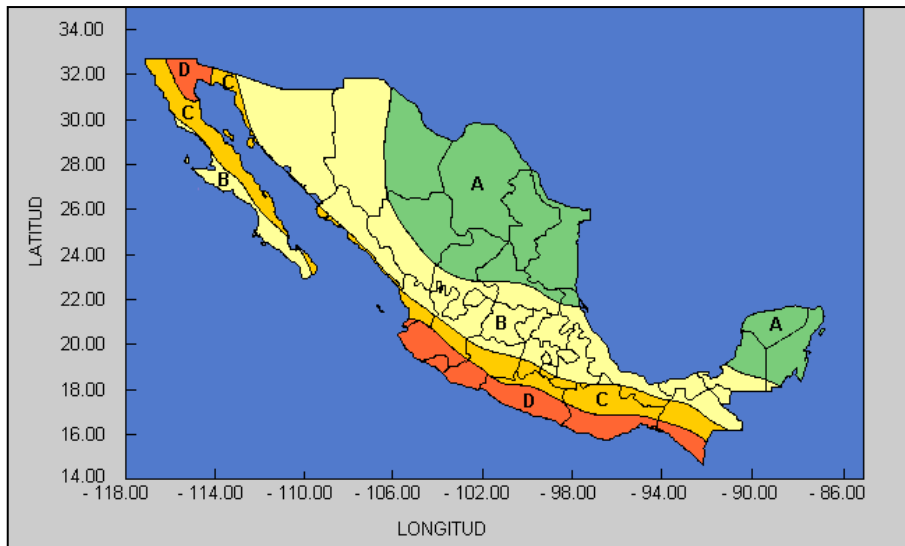 34.00
32.00
30.00
28.00
26.00
24.00
22.00
20.00
18.00
16.00
14.00
LATITUD
D
C
C
B
A
B
A
C
D
- 118.00 - 114.00 - 110.00 - 106.00 - 102.00 - 98.00 - 94.00 - 90.00 - 86.00
LONGITUD